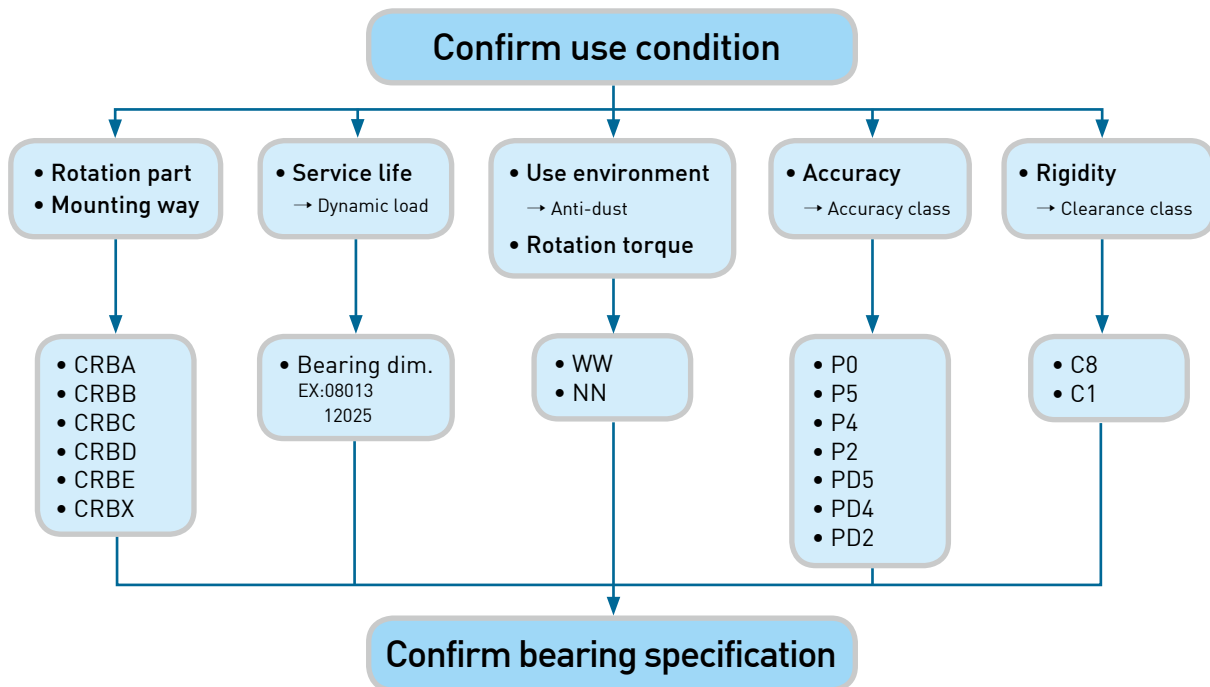 Confirm use condition
• Rotation part
• Mounting way
• Service life
→ Dynamic load
• Use environment
→ Anti-dust
• Rotation torque
• Accuracy
→ Accuracy class
• Rigidity
→ Clearance class
• CRBA
• CRBB
• CRBC
• CRBD
• CRBE
• CRBX
• Bearing dim.
EX:08013
12025
• WW
• NN
• P0
• P5
• P4
• P2
• PD5
• PD4
• PD2
• C8
• C1
Confirm bearing specification